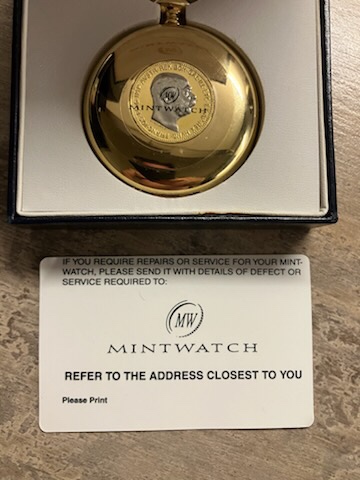 MINTWATCH
IF YOU REQUIRE REPAIRS OR SERVICE FOR YOUR MINT-
WATCH, PLEASE SEND IT WITH DETAILS OF DEFECT OR
SERVICE REQUIRED TO:
MW
MINTWATCH
REFER TO THE ADDRESS CLOSEST TO YOU
Please Print